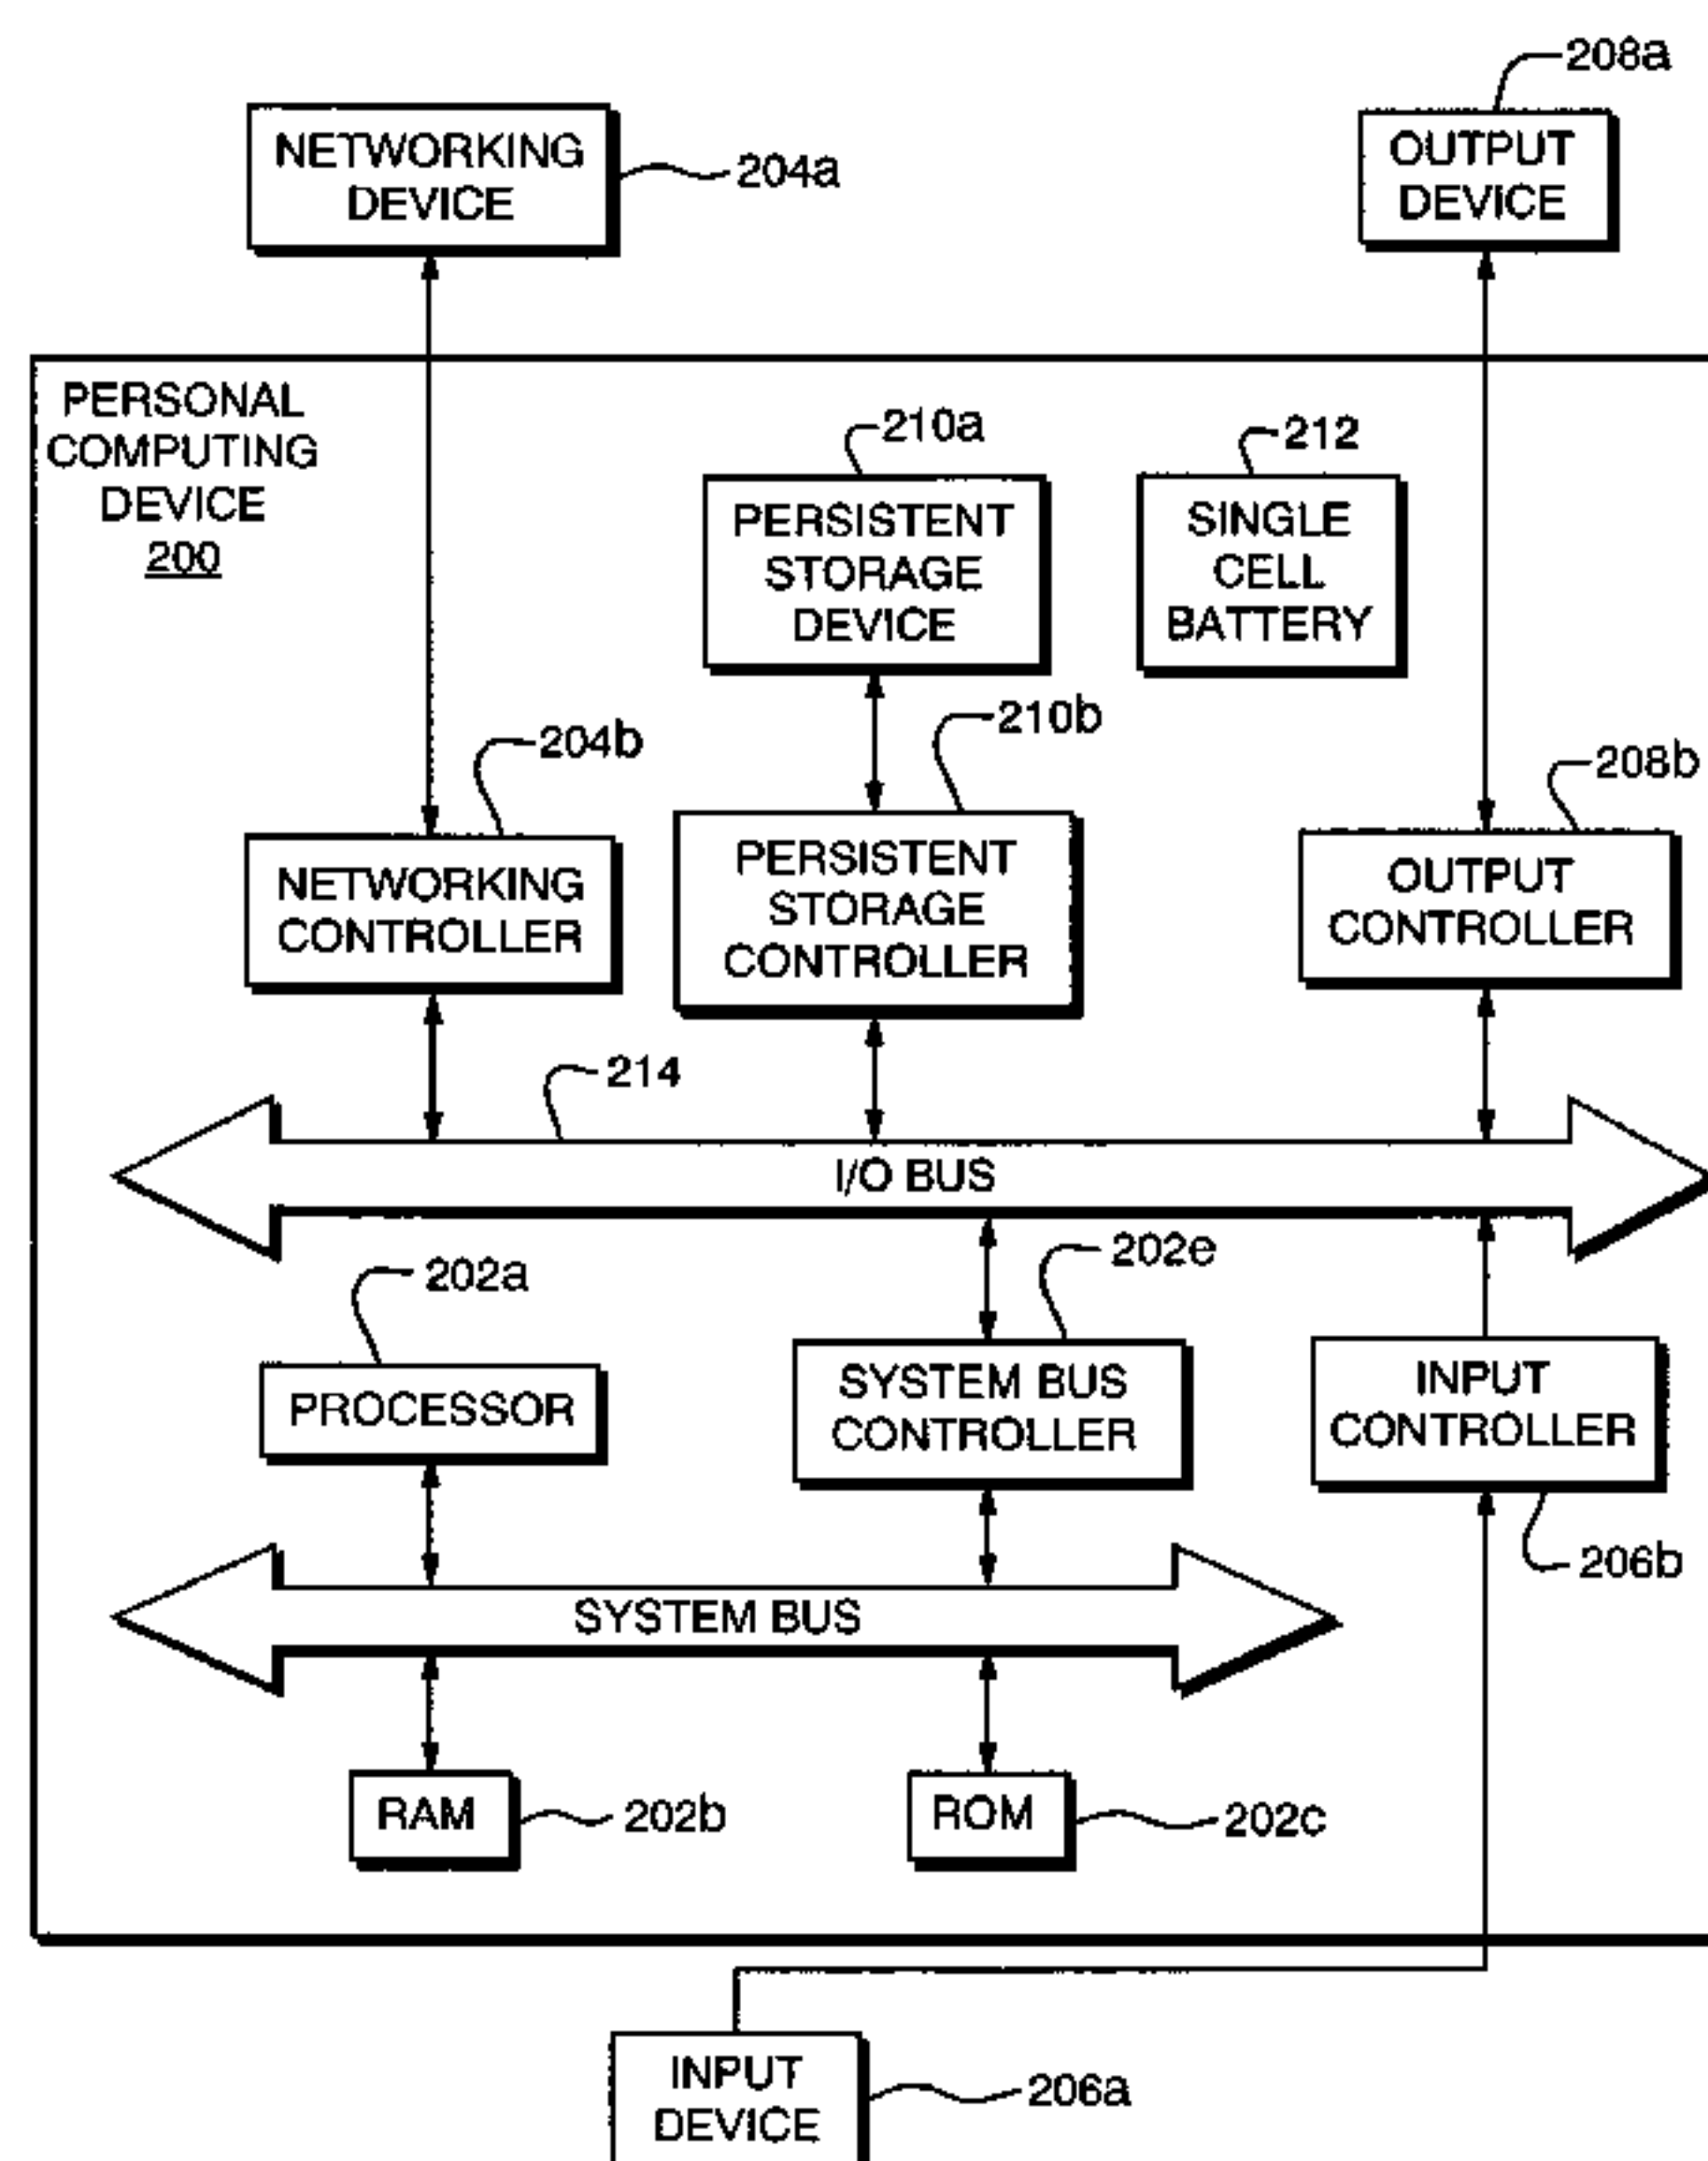 208a
NETWORKING
DEVICE
204a
OUTPUT
DEVICE
PERSONAL
COMPUTING
DEVICE
200
210a
212
PERSISTENT
STORAGE
DEVICE
SINGLE
CELL
BATTERY
204b
210b
208b
NETWORKING
CONTROLLER
PERSISTENT
STORAGE
CONTROLLER
OUTPUT
CONTROLLER
214
I/O BUS
202a
202e
PROCESSOR
SYSTEM BUS
CONTROLLER
INPUT
CONTROLLER
206b
SYSTEM BUS
RAM
202b
ROM
202c
INPUT
DEVICE
206a